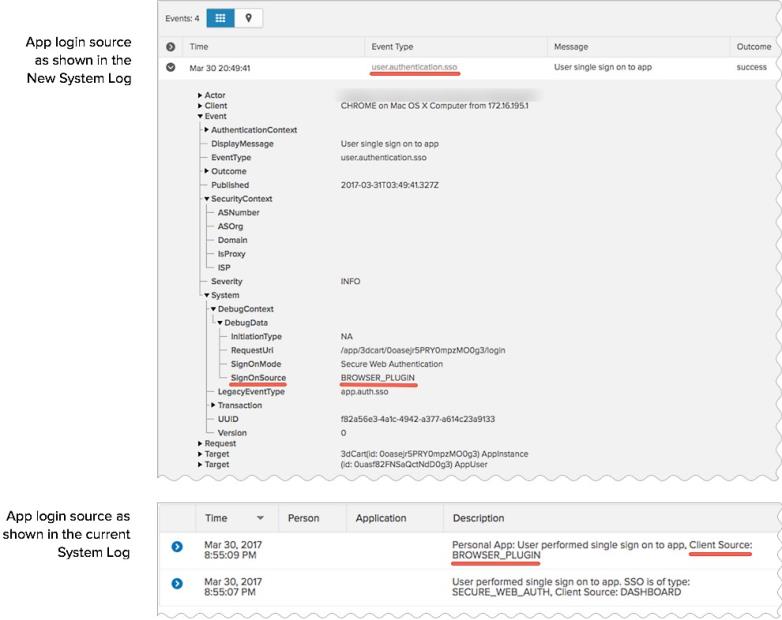 App login source
as shown in the
New System Log
Events: 4
Time Event Type Message Outcome
Mar 30 20:49:41 user.authentication.sso User single sign on to app success
Actor
Client CHROME on Mac OS X Computer from 172.16.195.1
Event
AuthenticationContext
DisplayMessage User single sign on to app
EventType user.authentication.sso
Outcome
Published 2017-03-31T03:49:41.327Z
SecurityContext
ASNumber
ASOrg
Domain
IsProxy
ISP
Severity INFO
System
DebugContext
DebugData
InitiationType NA
RequestUri /app/3dcart/0oasejr5PRY0mpzMO0g3/login
SignOnMode Secure Web Authentication
SignOnSource BROWSER_PLUGIN
LegacyEventType app.auth.sso
Transaction
UUID f82a56e3-4a1c-4942-a377-a614c23a9133
Version 0
Request
Target 3dCart(id: 0oasejr5PRY0mpzMO0g3) AppInstance
Target (id: 0uasf82FNSaQctNdD0g3) AppUser
App login source as
shown in the current
System Log
Time Person Application Description
Mar 30, 2017 Personal App: User performed single sign on to app, Client Source:
8:55:09 PM BROWSER_PLUGIN
Mar 30, 2017 User performed single sign on to app. SSO is of type:
8:55:07 PM SECURE_WEB_AUTH, Client Source: DASHBOARD